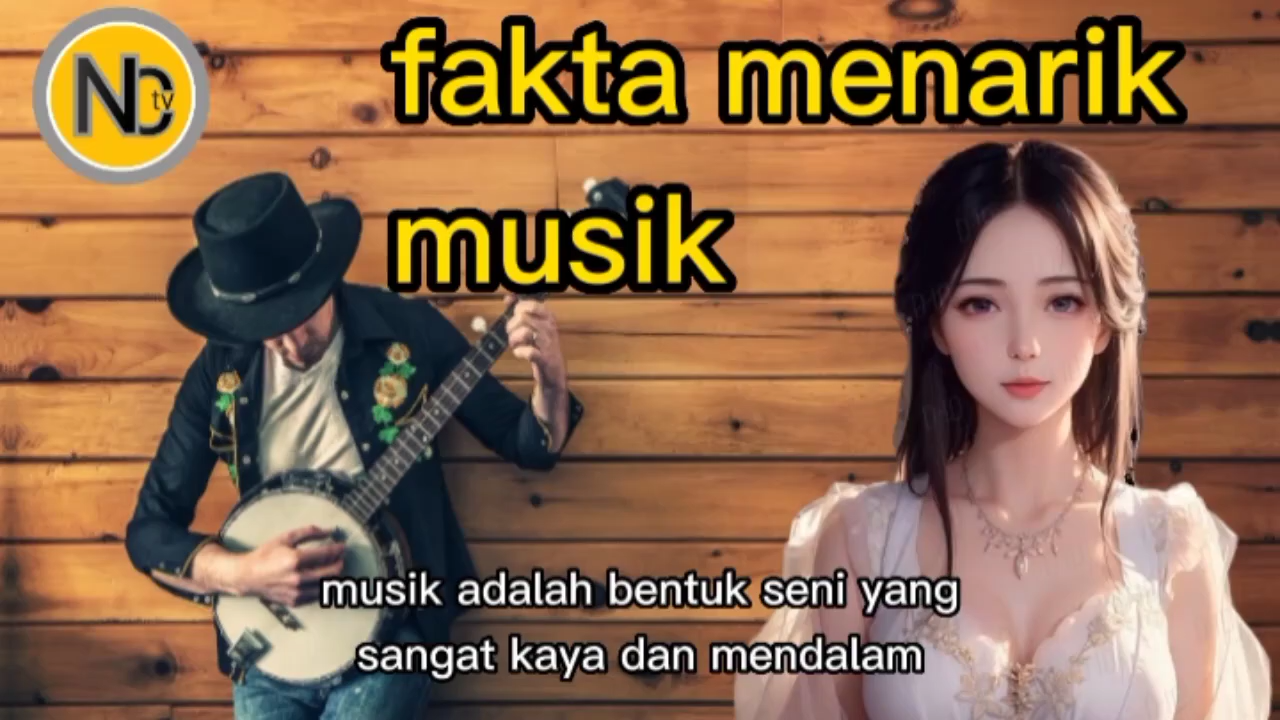 NC tv
fakta menarik
musik
musik adalah bentuk seni yang
sangat kaya dan mendalam